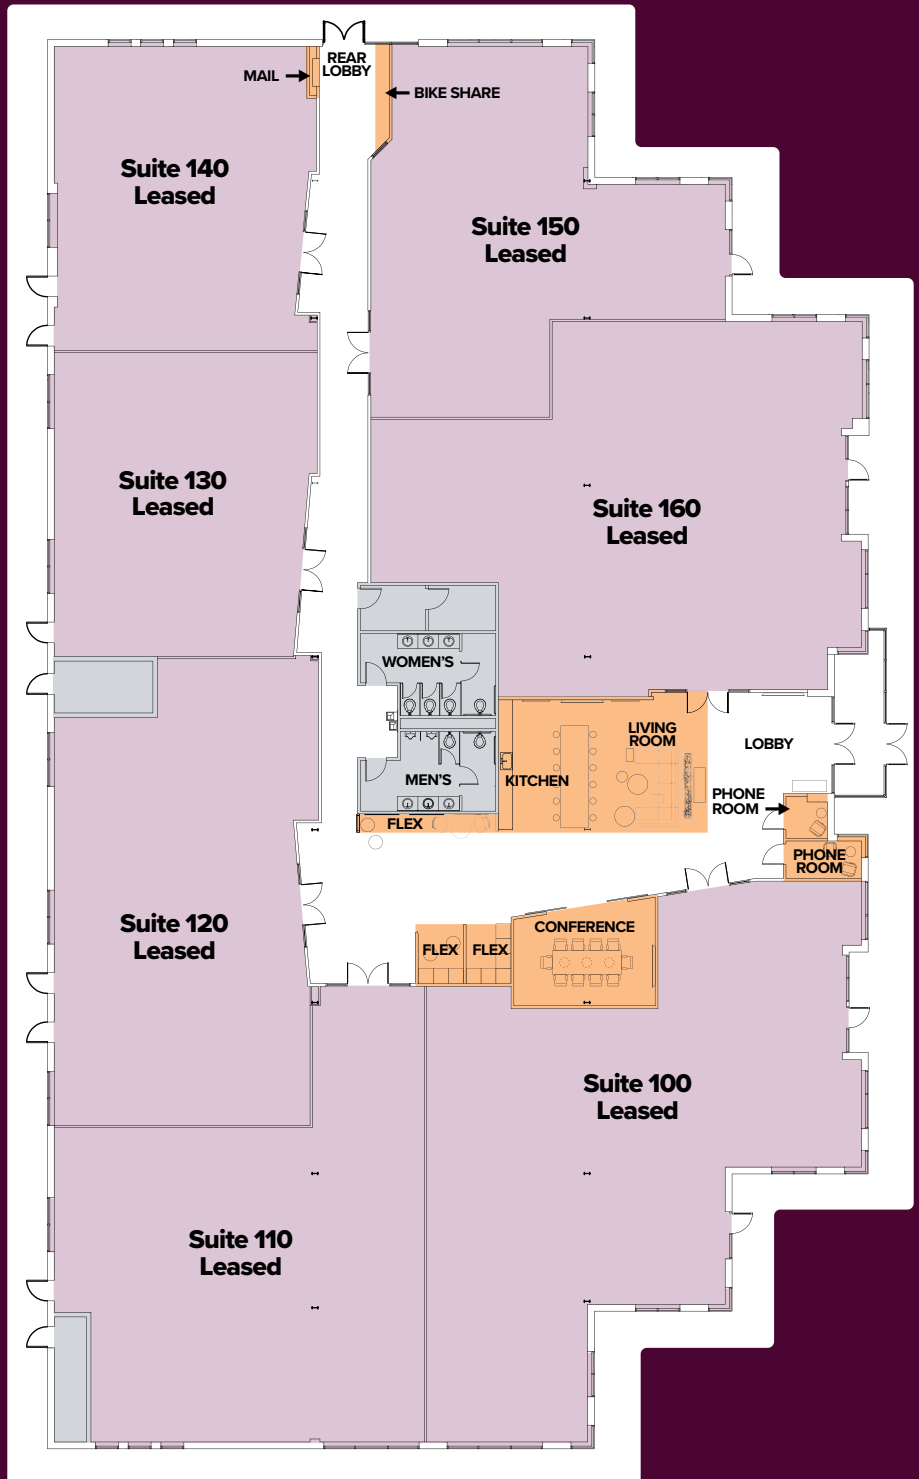 REAR
LOBBY
MAIL
BIKE SHARE
Suite 140
Leased
Suite 150
Leased
Suite 130
Leased
Suite 160
Leased
WOMEN'S
LIVING
ROOM
LOBBY
MEN'S
KITCHEN
PHONE
ROOM
FLEX
PHONE
ROOM
Suite 120
Leased
FLEX
FLEX
CONFERENCE
Suite 100
Leased
Suite 110
Leased